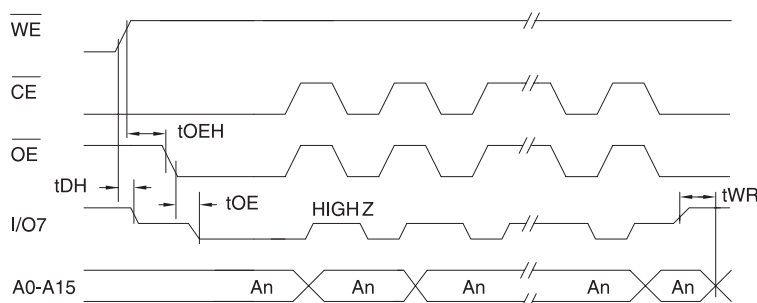 WE
CE
tOEH
OE
tDH
tOE
HIGH Z
tWR
I/O7
A0-A15 An An An An An